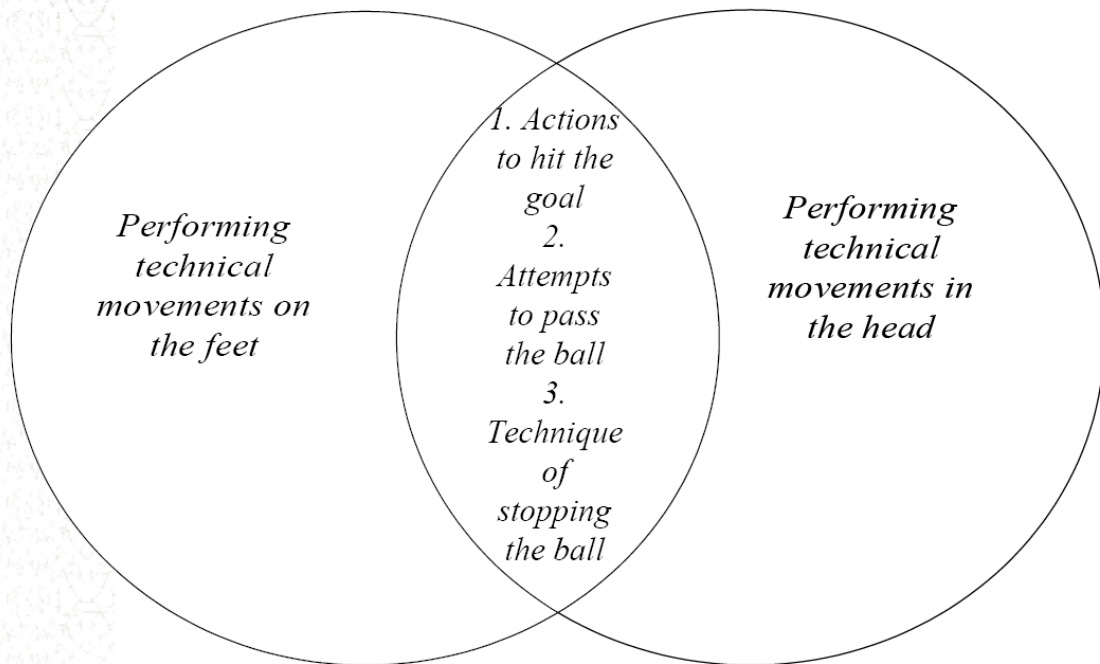 Performing
technical
movements on
the feet
1. Actions
to hit the
goal
2.
Attempts
to pass
the ball
3.
Technique
of
stopping
the ball
Performing
technical
movements in
the head